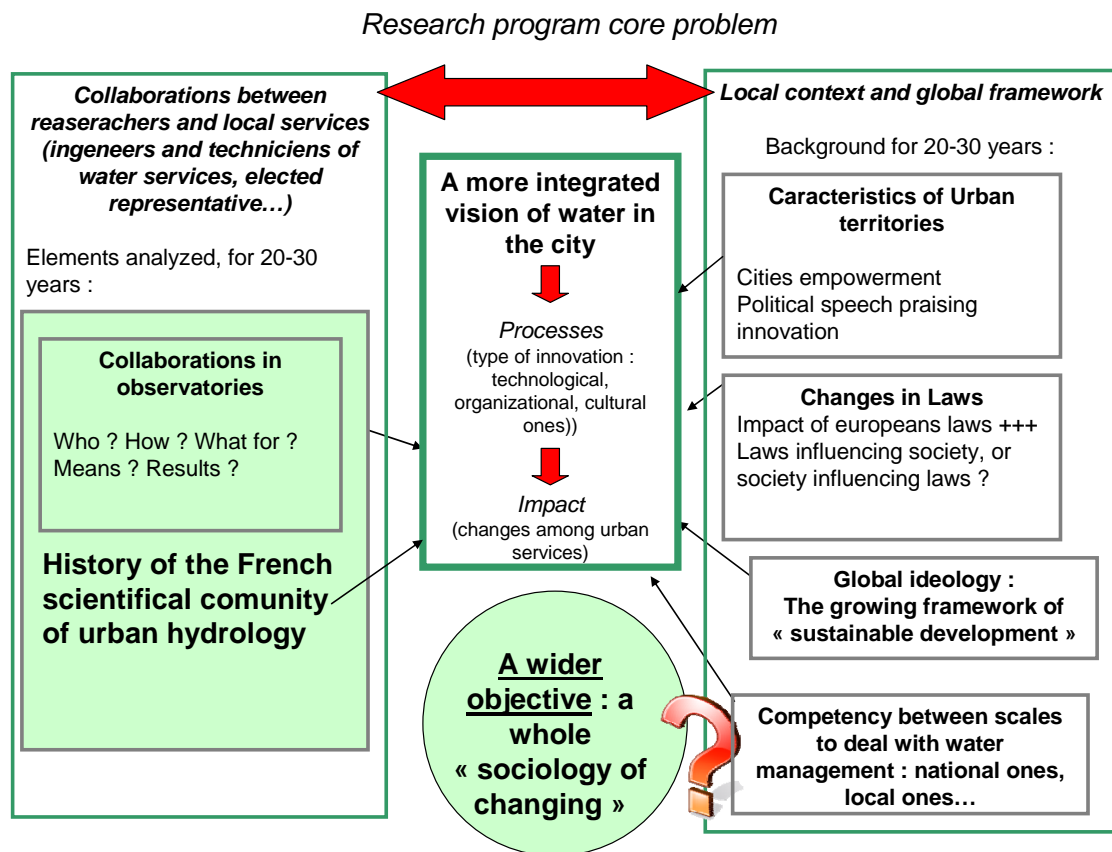 Research program core problem
Collaborations between
reaserachers and local services
(ingeneers and techniciens of
water services, elected
representative…)
Elements analyzed, for 20-30
years :
Collaborations in
observatories
Who ? How ? What for ?
Means ? Results ?
History of the French
scientifical comunity
of urban hydrology
A more integrated
vision of water in
the city
Processes
(type of innovation :
technological,
organizational, cultural
ones))
Impact
(changes among urban
services)
A wider
objective : a
whole
« sociology of
changing »
Local context and global framework
Background for 20-30 years :
Caracteristics of Urban
territories
Cities empowerment
Political speech praising
innovation
Changes in Laws
Impact of europeans laws +++
Laws influencing society, or
society influencing laws ?
Global ideology :
The growing framework of
« sustainable development »
Competency between scales
to deal with water
management : national ones,
local ones…
?